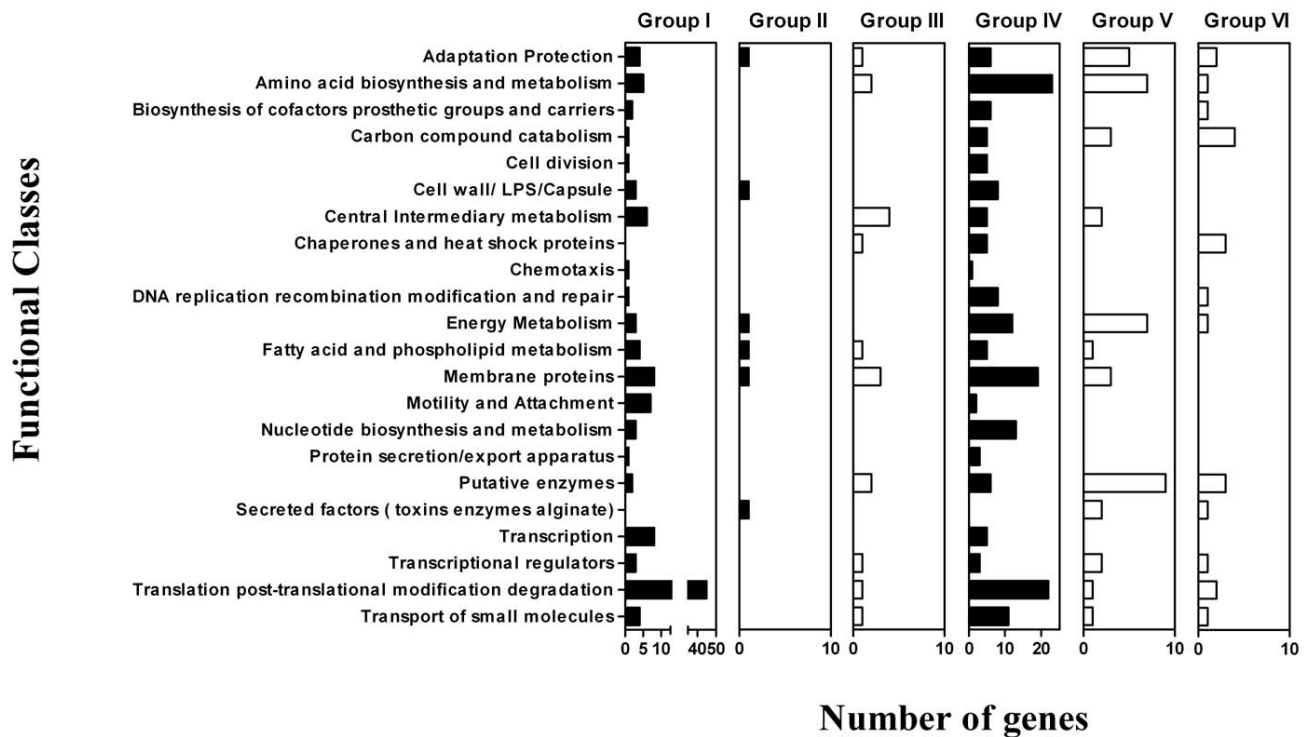 Group I Group II Group III Group IV Group V Group VI
Functional Classes
Adaptation Protection
Amino acid biosynthesis and metabolism
Biosynthesis of cofactors prosthetic groups and carriers
Carbon compound catabolism
Cell division
Cell wall/ LPS/Capsule
Central Intermediary metabolism
Chaperones and heat shock proteins
Chemotaxis
DNA replication recombination modification and repair
Energy Metabolism
Fatty acid and phospholipid metabolism
Membrane proteins
Motility and Attachment
Nucleotide biosynthesis and metabolism
Protein secretion/export apparatus
Putative enzymes
Secreted factors ( toxins enzymes alginate)
Transcription
Transcriptional regulators
Translation post-translational modification degradation
Transport of small molecules
0 5 10 40 50 0 10 0 10 0 10 20 0 10 0 10
Number of genes